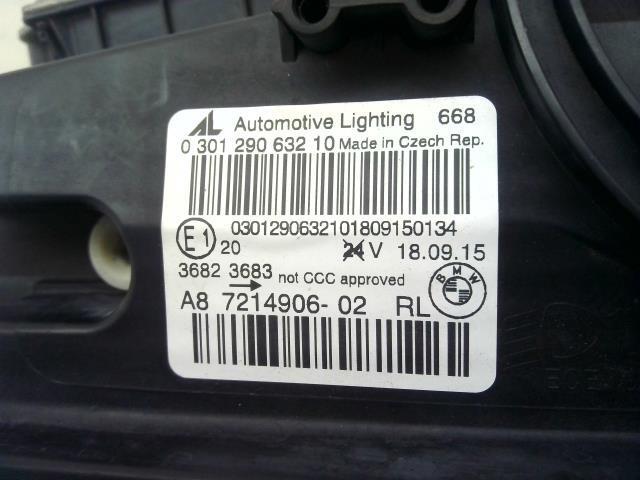 AL Automotive Lighting 668
0 301 290 632 10 Made in Czech Rep.
0301290632101809150134
E1 20 24 V 18.09.15
3682 3683 → not CCC approved
BMW
A8 7214906-02 RL